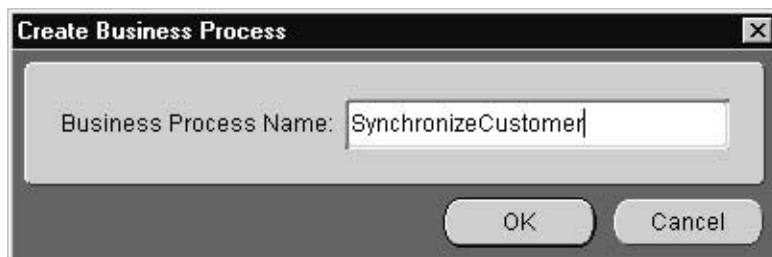 Create Business Process
Business Process Name: SynchronizeCustomer
OK Cancel